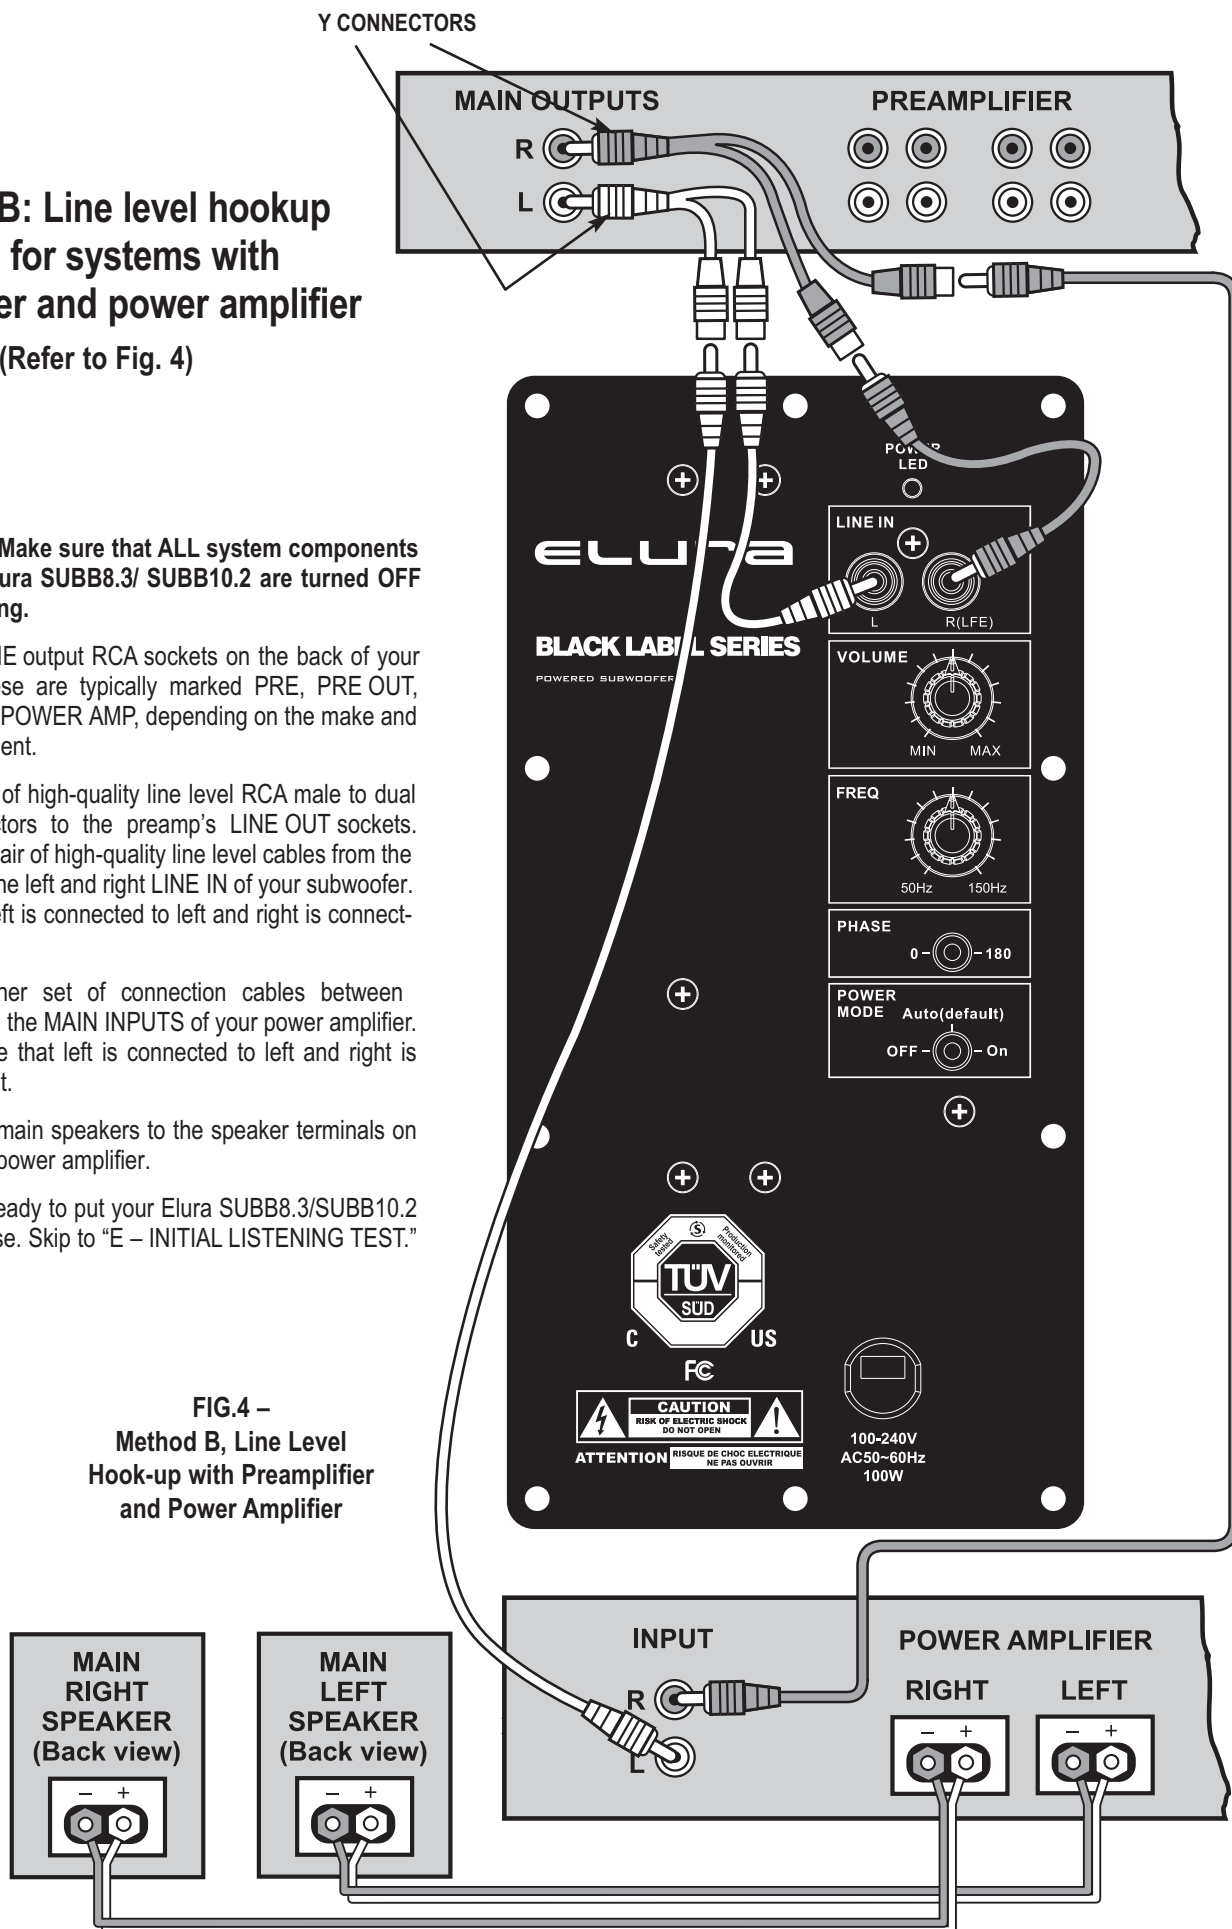 Y CONNECTORS
MAIN OUTPUTS
PREAMPLIFIER
R
L
B: Line level hookup
for systems with
er and power amplifier
(Refer to Fig. 4)
Make sure that ALL system components
ura SUBB8.3/ SUBB10.2 are turned OFF
ng.
NE output RCA sockets on the back of your
ese are typically marked PRE, PRE OUT,
POWER AMP, depending on the make and
ent.
of high-quality line level RCA male to dual
ctors to the preamp's LINE OUT sockets.
air of high-quality line level cables from the
he left and right LINE IN of your subwoofer.
eft is connected to left and right is connect-
her set of connection cables between
the MAIN INPUTS of your power amplifier.
e that left is connected to left and right is
t.
main speakers to the speaker terminals on
power amplifier.
eady to put your Elura SUBB8.3/SUBB10.2
se. Skip to “E – INITIAL LISTENING TEST.”
FIG.4 –
Method B, Line Level
Hook-up with Preamplifier
and Power Amplifier
POWER
LED
LINE IN
L
R(LFE)
ELURA
BLACK LABEL SERIES
POWERED SUBWOOFER
VOLUME
MIN
MAX
FREQ
50Hz
150Hz
PHASE
0
180
POWER
MODE
Auto(default)
OFF
On
Safety
tested
S
Production
monitored
TÜV
SÜD
C
US
FC
CAUTION
RISK OF ELECTRIC SHOCK
DO NOT OPEN
ATTENTION
RISQUE DE CHOC ELECTRIQUE
NE PAS OUVRIR
100-240V
AC50~60Hz
100W
INPUT
POWER AMPLIFIER
R
L
RIGHT
LEFT
– +
– +
MAIN
RIGHT
SPEAKER
(Back view)
– +
MAIN
LEFT
SPEAKER
(Back view)
– +